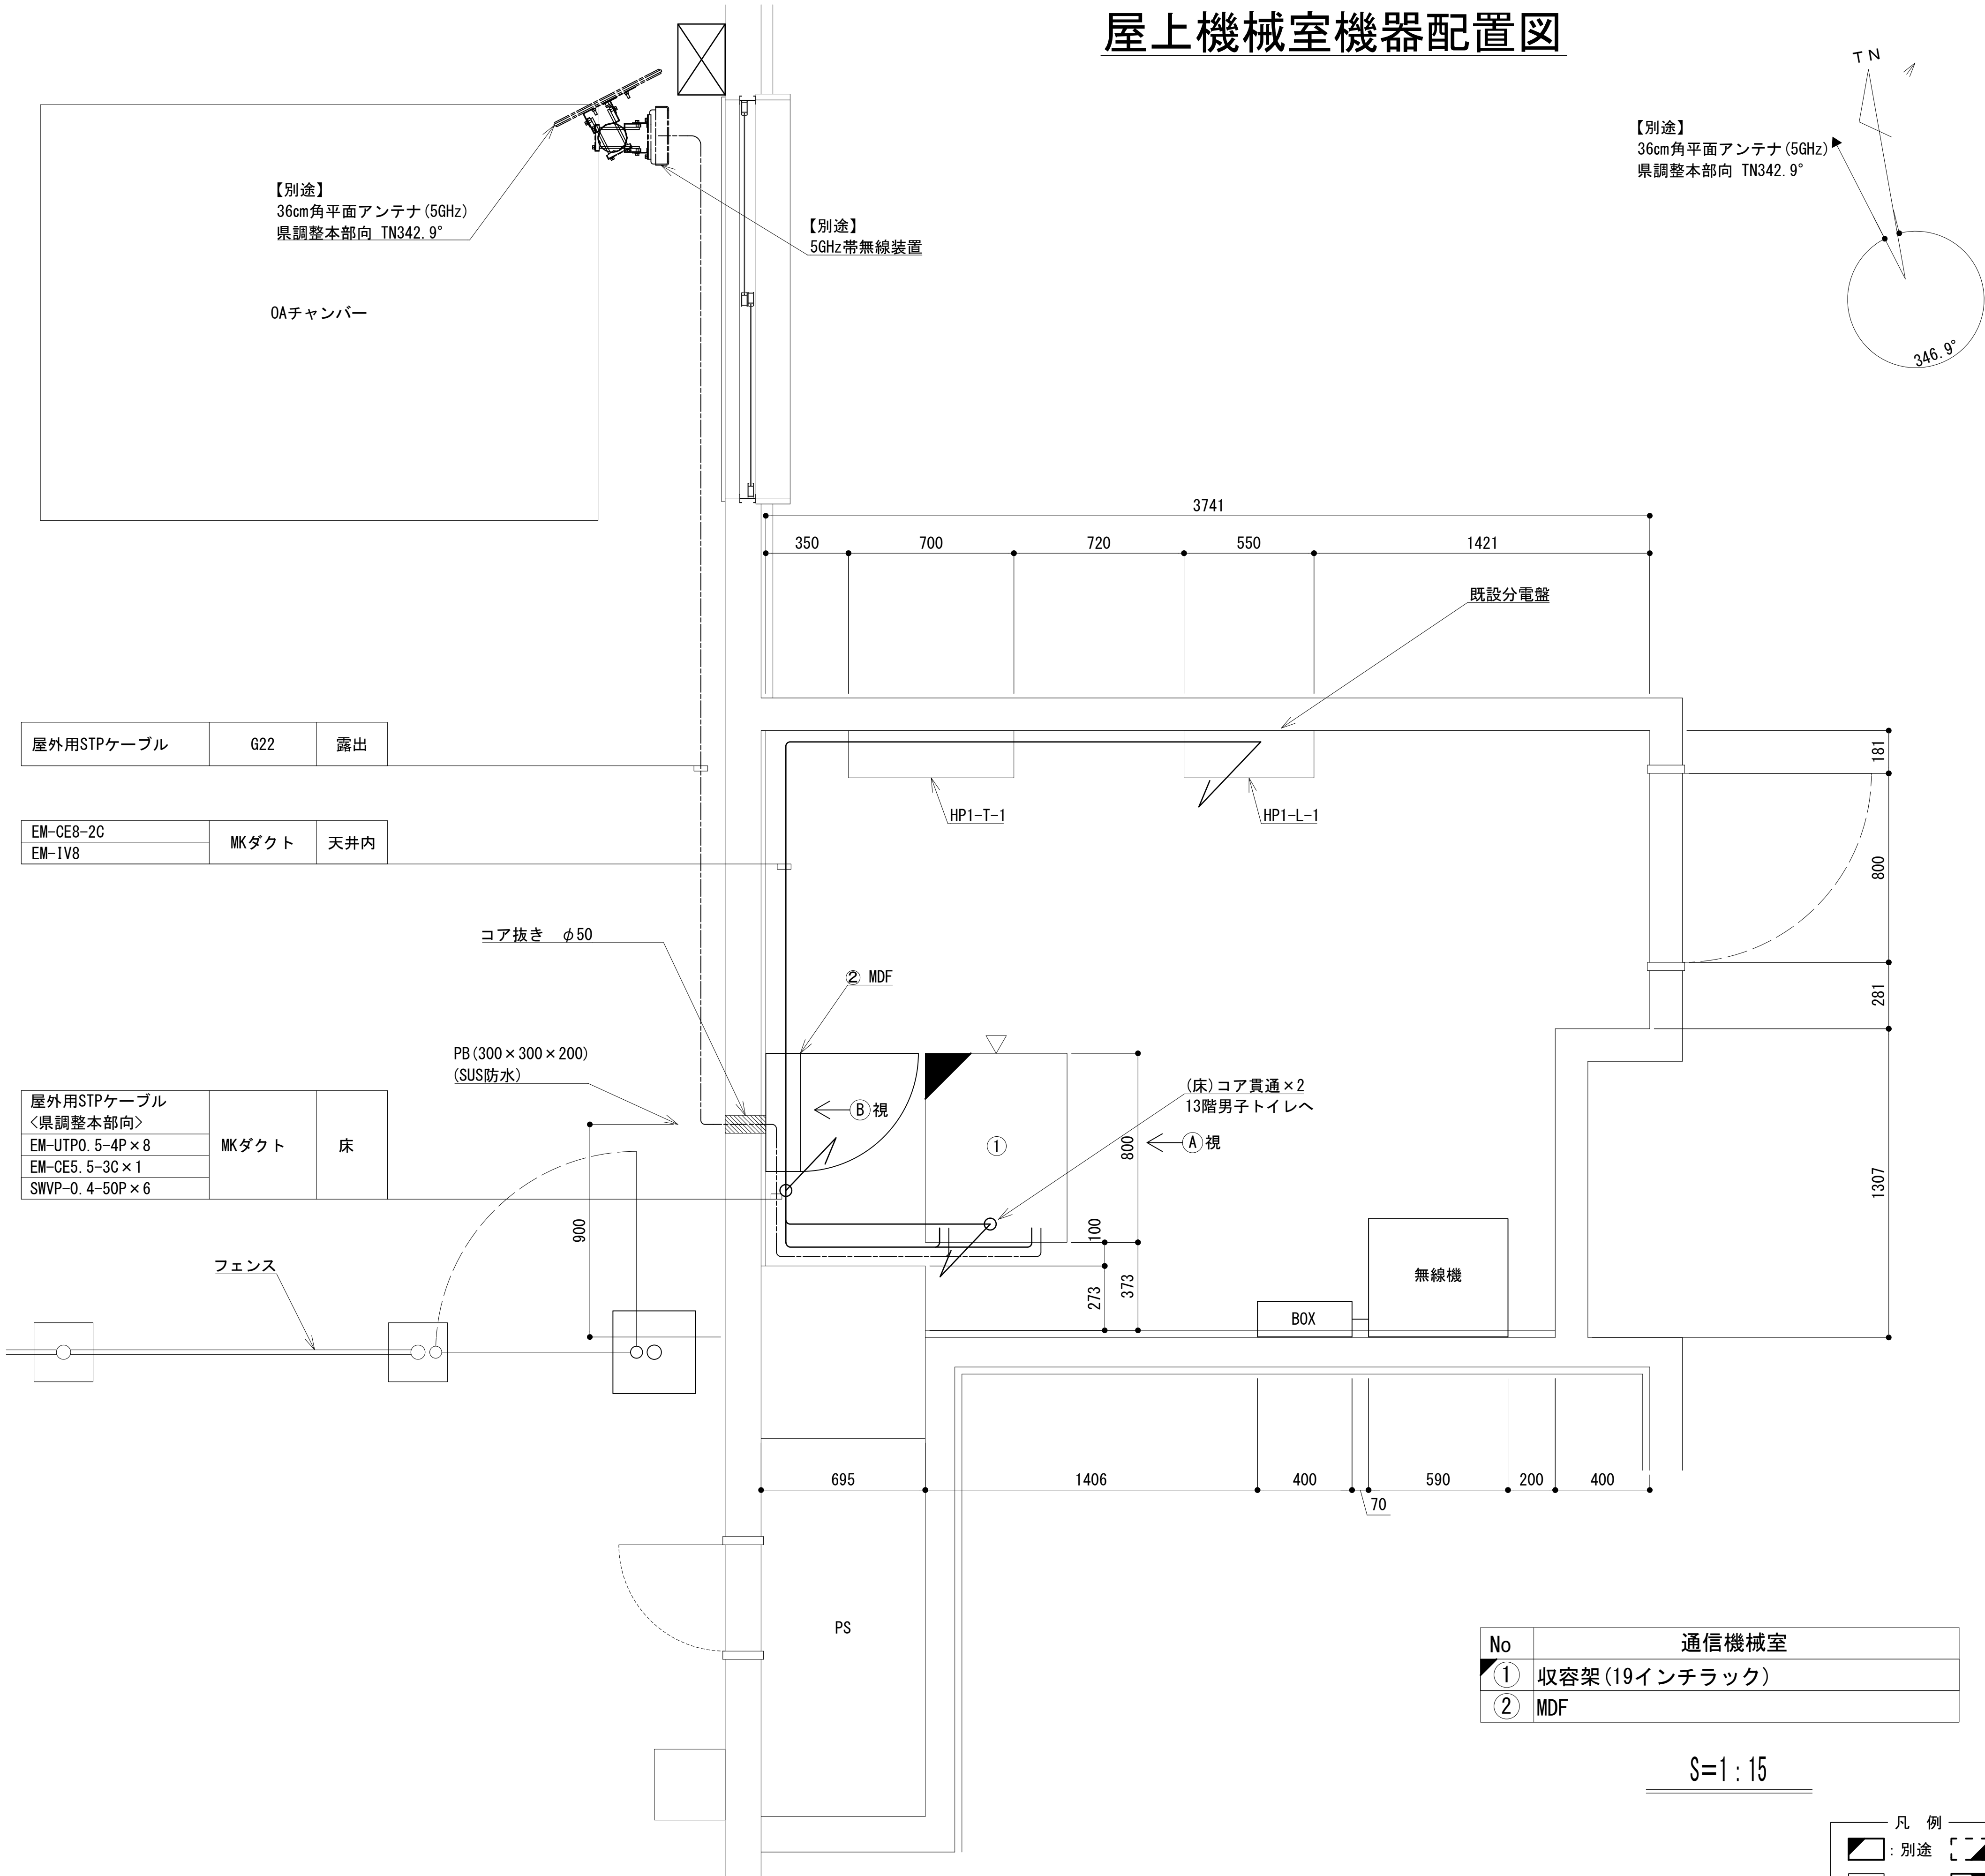 屋上機械室機器配置図
TN
【別途】
36cm角平面アンテナ(5GHz)
県調整本部向 TN342.9°
346.9°
【別途】
36cm角平面アンテナ(5GHz)
県調整本部向 TN342.9°
【別途】
5GHz帯無線装置
OAチャンバー
3741
350
700
720
550
1421
既設分電盤
屋外用STPケーブル G22 露出
HP1-T-1
HP1-L-1
181
800
281
1307
EM-CE8-2C
EM-IV8
MKダクト 天井内
コア抜き φ50
② MDF
PB(300×300×200)
(SUS防水)
Ⓑ視
①
Ⓐ視
(床)コア貫通×2
13階男子トイレへ
屋外用STPケーブル
<県調整本部向>
EM-UTP0.5-4P×8
EM-CE5.5-3C×1
SWVP-0.4-50P×6
MKダクト 床
800
100
273
373
900
フェンス
無線機
BOX
695
1406
400
70
590
200
400
PS
No 通信機械室
① 収容架(19インチラック)
② MDF
S=1:15
凡 例
:別途